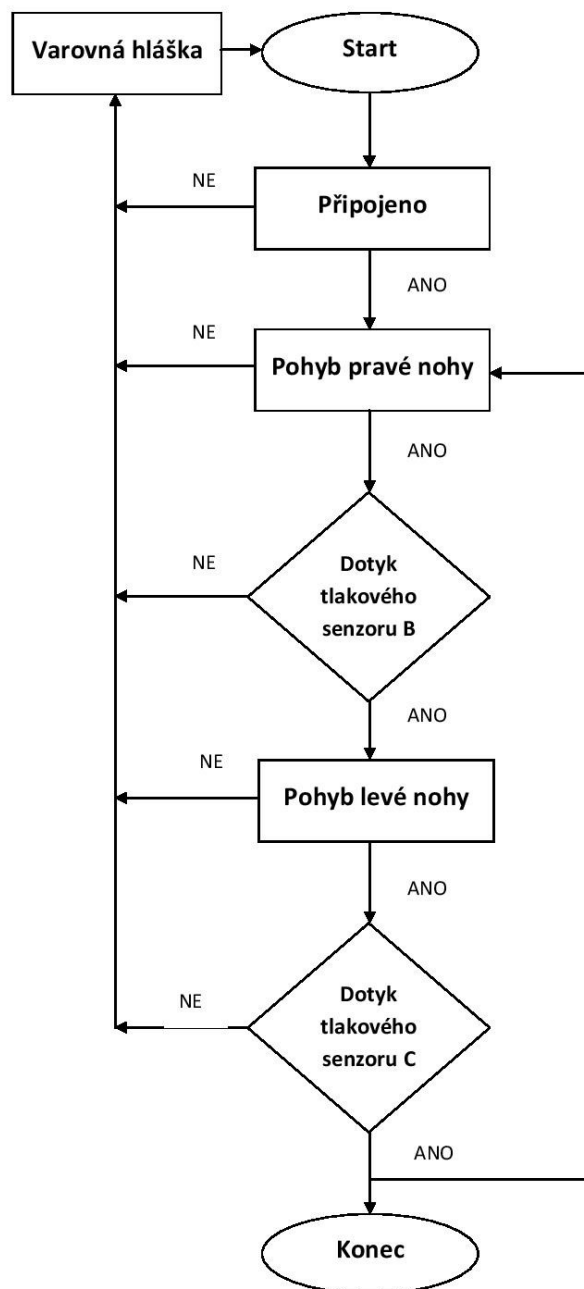 Varovná hláška
Start
NE
Připojeno
ANO
NE
Pohyb pravé nohy
ANO
NE
Dotyk
tlakového
senzoru B
ANO
NE
Pohyb levé nohy
ANO
NE
Dotyk
tlakového
senzoru C
ANO
Konec